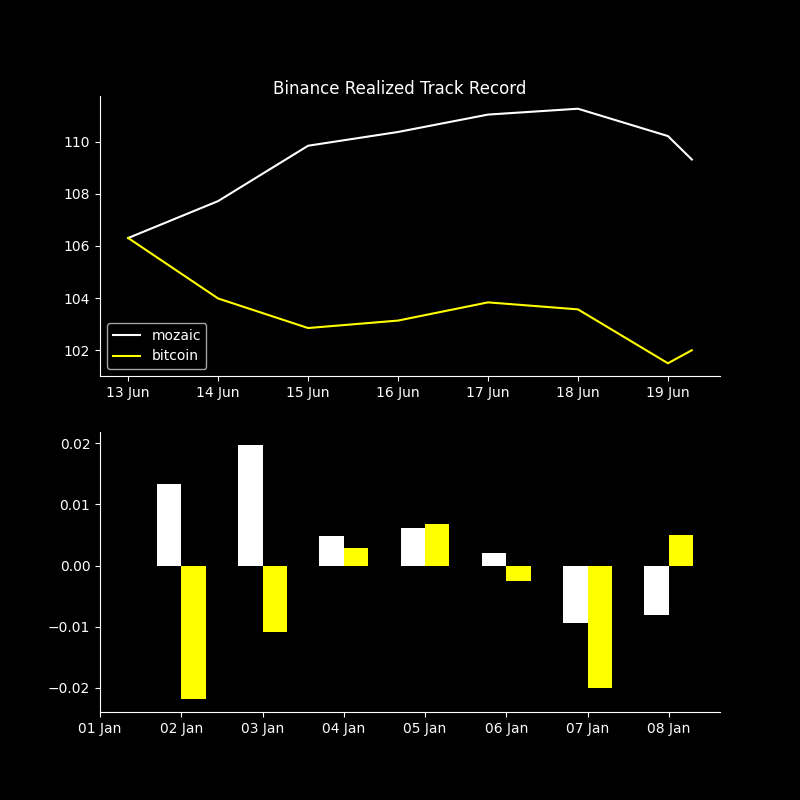 Binance Realized Track Record
110
108
106
104
102
mozaic
bitcoin
13 Jun 14 Jun 15 Jun 16 Jun 17 Jun 18 Jun 19 Jun
0.02
0.01
0.00
−0.01
−0.02
01 Jan 02 Jan 03 Jan 04 Jan 05 Jan 06 Jan 07 Jan 08 Jan